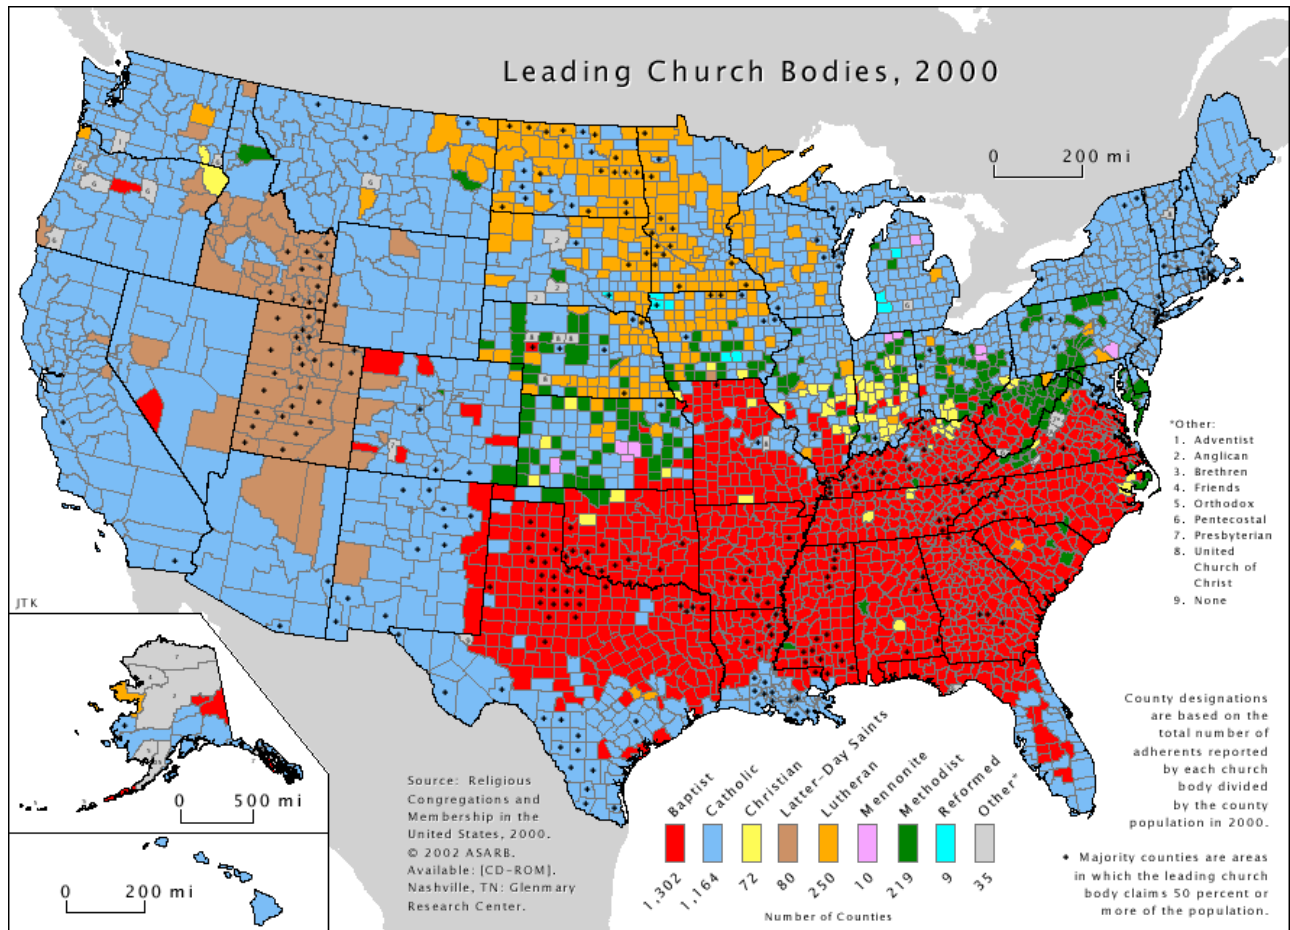 Leading Church Bodies, 2000
0 200 mi
*Other:
1. Adventist
2. Anglican
3. Brethren
4. Friends
5. Orthodox
6. Pentecostal
7. Presbyterian
8. United
Church of
Christ
9. None
JTK
0 500 mi
0 200 mi
Source: Religious
Congregations and
Membership in the
United States, 2000.
© 2002 ASARB.
Available: [CD-ROM].
Nashville, TN: Glenmary
Research Center.
Baptist
Catholic
Christian
Latter-Day Saints
Lutheran
Mennonite
Methodist
Reformed
Other*
1,302
1,164
72
80
250
10
219
9
35
Number of Counties
County designations
are based on the
total number of
adherents reported
by each church
body divided
by the county
population in 2000.
Majority counties are areas
in which the leading church
body claims 50 percent or
more of the population.